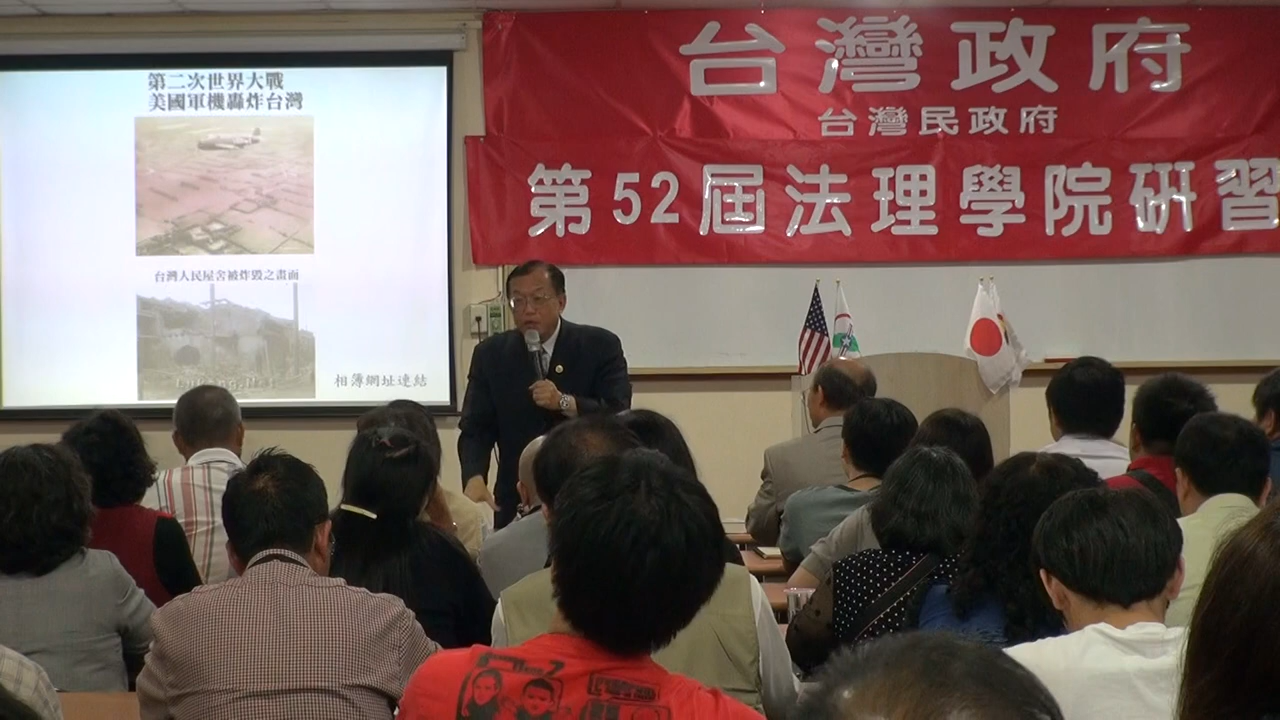 第二次世界大戰
美國軍機轟炸台灣
台灣人民屋舍被炸毀之畫面
相簿網址連結
台灣政府
台灣民政府
第52屆法理學院研習